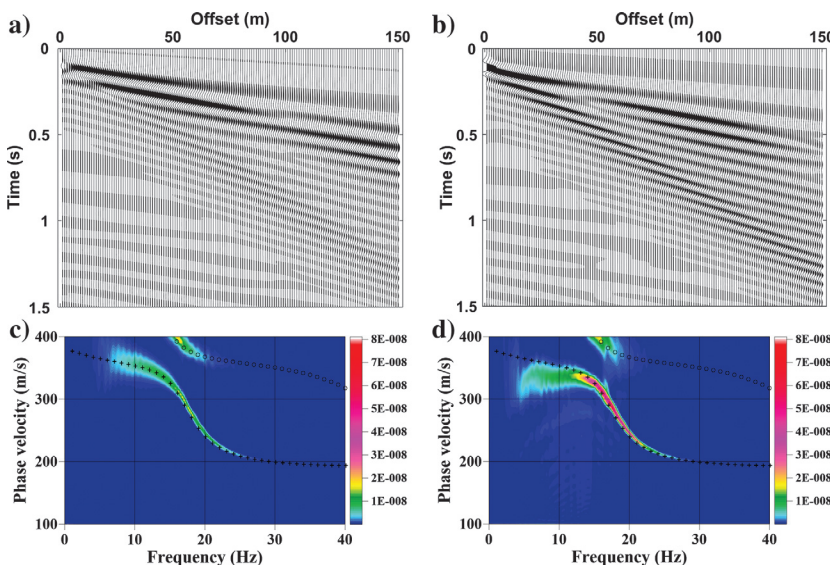 Offset (m)
a) 0 50 100 150
0
0.5
1
1.5
Time (s)
Offset (m)
b) 0 50 100 150
0
0.5
1
1.5
Time (s)
c)
400
300
200
100
Phase velocity (m/s)
0 10 20 30 40
Frequency (Hz)
8E-008
7E-008
6E-008
5E-008
4E-008
3E-008
2E-008
1E-008
d)
400
300
200
100
Phase velocity (m/s)
0 10 20 30 40
Frequency (Hz)
8E-008
7E-008
6E-008
5E-008
4E-008
3E-008
2E-008
1E-008